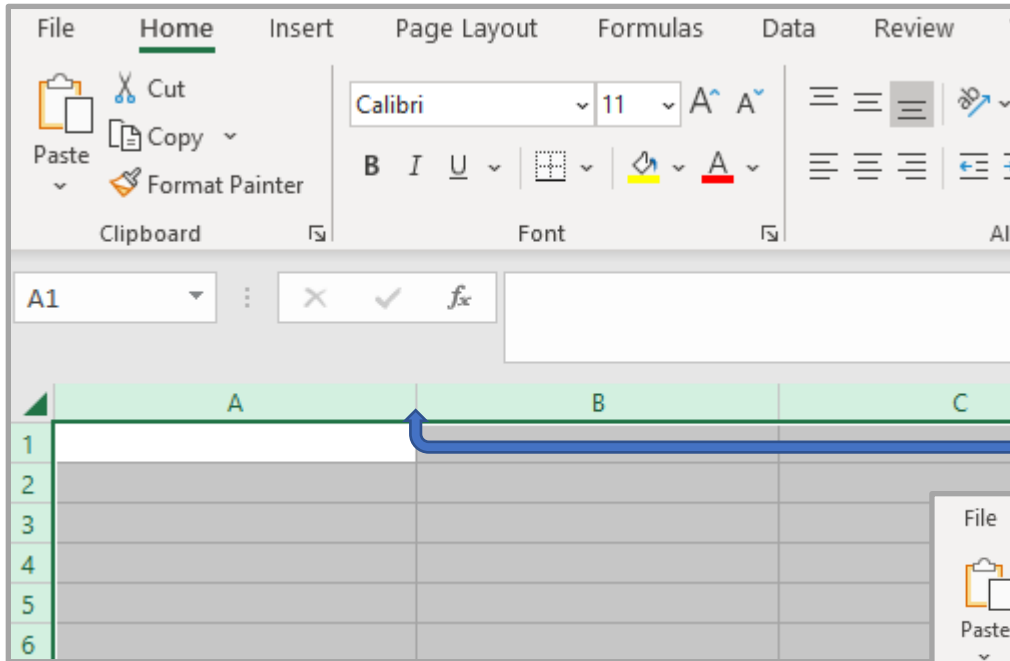 File Home Insert Page Layout Formulas Data Review
Cut
Calibri 11 A A
Copy
Paste
B I U A
Format Painter
Clipboard Font Al
A1 fx
A B C
1
2
3 File
4
5
Paste
6